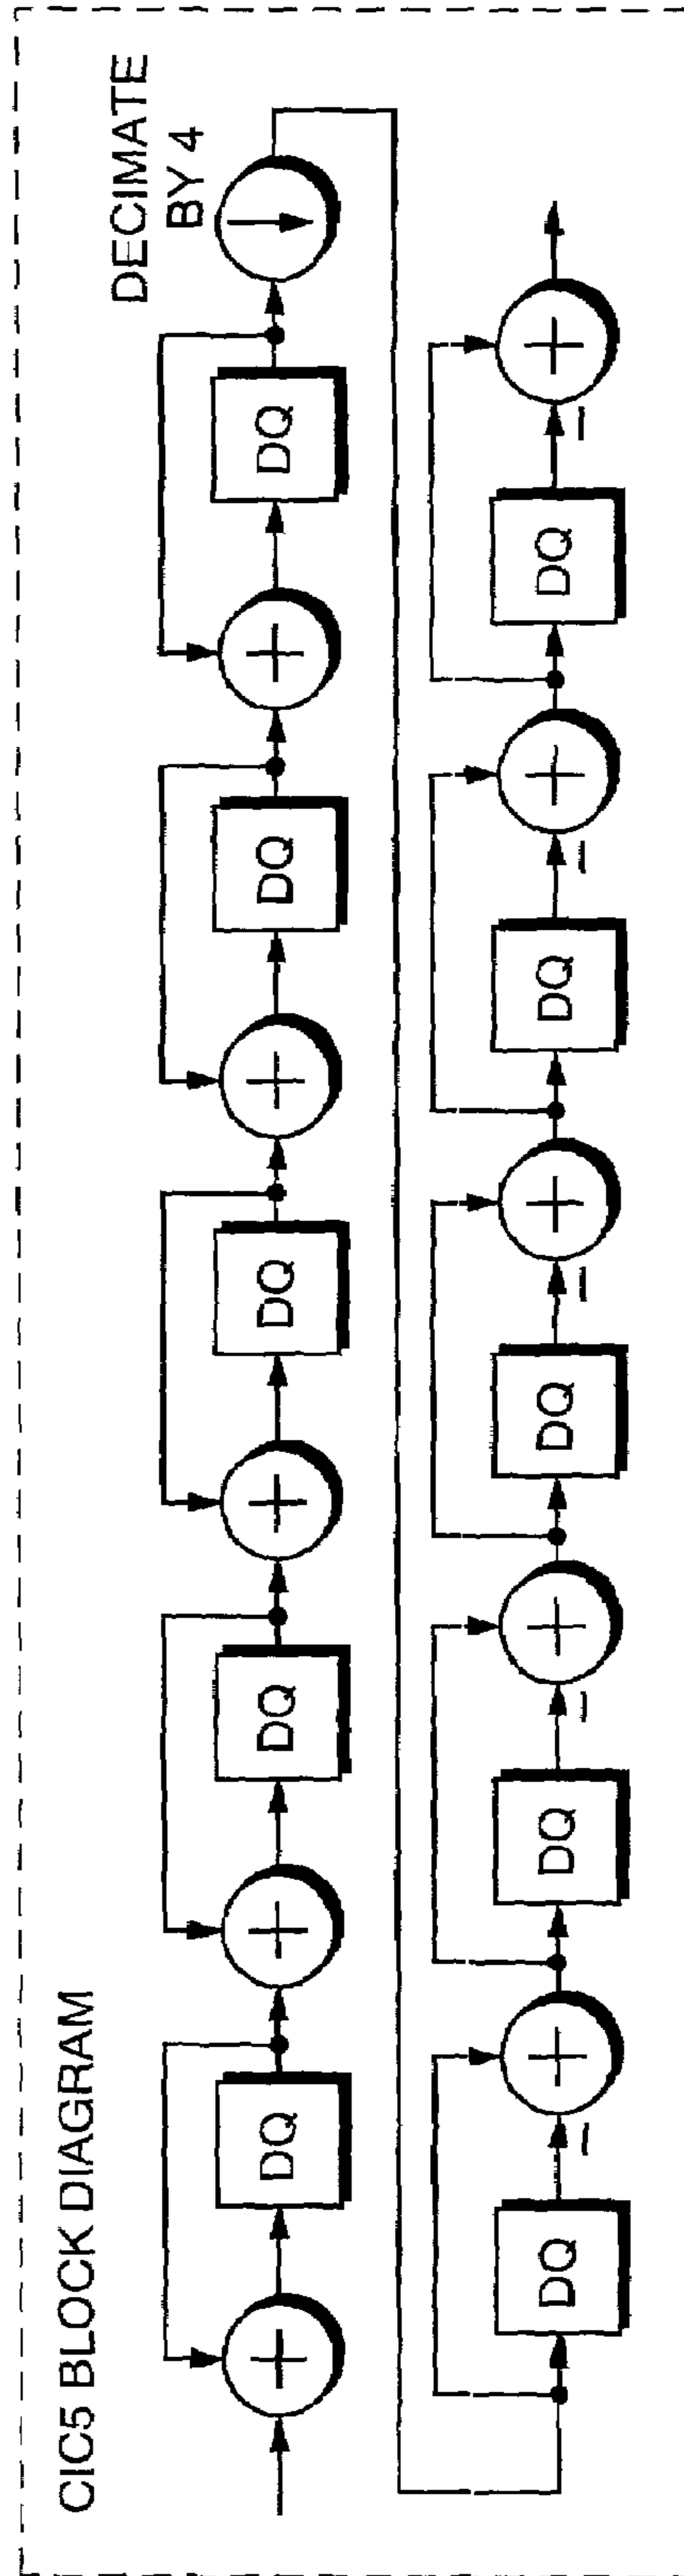 CIC5 BLOCK DIAGRAM
DECIMATE
BY 4
+
DQ
+
DQ
+
DQ
+
DQ
+
DQ
DQ
–
+
DQ
–
+
DQ
–
+
DQ
–
+
DQ
–
+